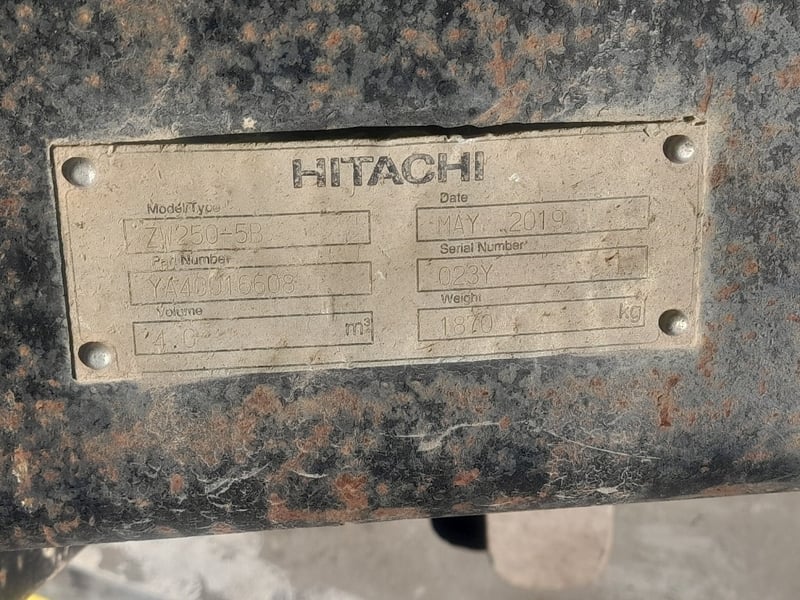 HITACHI
Model/Type
ZW250-5B
Date
MAY. 2019
Part Number
YA40016608
Serial Number
023Y
Volume
4.0 m³
Weight
1870 kg